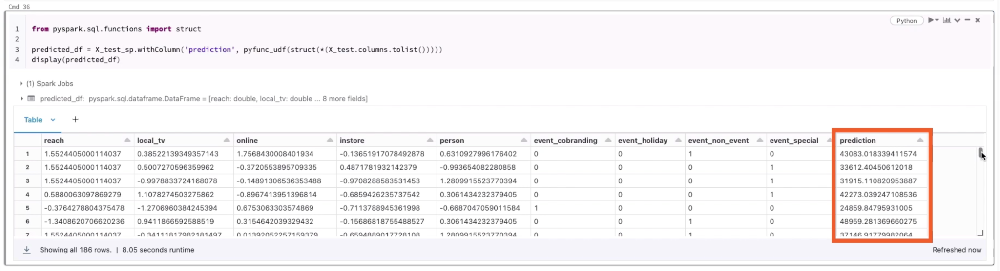 Cmd 36
Python
1 from pyspark.sql.functions import struct
2
3 predicted_df = X_test_sp.withColumn('prediction', pyfunc_udf(struct(*(X_test.columns.tolist()))))
4 display(predicted_df)
(1) Spark Jobs
predicted_df: pyspark.sql.dataframe.DataFrame = [reach: double, local_tv: double ... 8 more fields]
Table +
reach local_tv online instore person event_cobranding event_holiday event_non_event event_special prediction
1 1.5524405000114037 0.38522139349357143 1.7568430008401934 -0.13651917078492878 0.6310927996176402 0 0 1 0 43083.018339411574
2 1.5524405000114037 0.5007270596359962 -0.3720553895709335 0.4871781932142379 -0.993654082280858 0 0 0 1 33612.40450612018
3 1.5524405000114037 -0.9978833724168078 -0.14891306536353488 -0.9708288583531453 1.2809915523770394 0 0 0 1 31915.110820953887
4 0.5880063097869279 1.1078274503275862 -0.8967413951396814 -0.6859426235737542 0.3061434232379405 0 0 0 1 42273.039247108536
5 -0.3764278804375478 -1.2706960384245394 0.6753063303574869 -0.7113788945361998 -0.6687047059011584 1 0 0 0 24859.84795931005
6 -1.3408620706620236 0.9411866592588519 0.3154642039329432 -0.15686818755488527 0.3061434232379405 0 0 1 0 48959.281369660275
7 1.5524405000114037 -0.34111817982181497 0.01392052257159379 -0.6594889017728108 1.2809915523770394 0 0 1 0 37146.91779982064
Showing all 186 rows. | 8.05 seconds runtime
Refreshed now